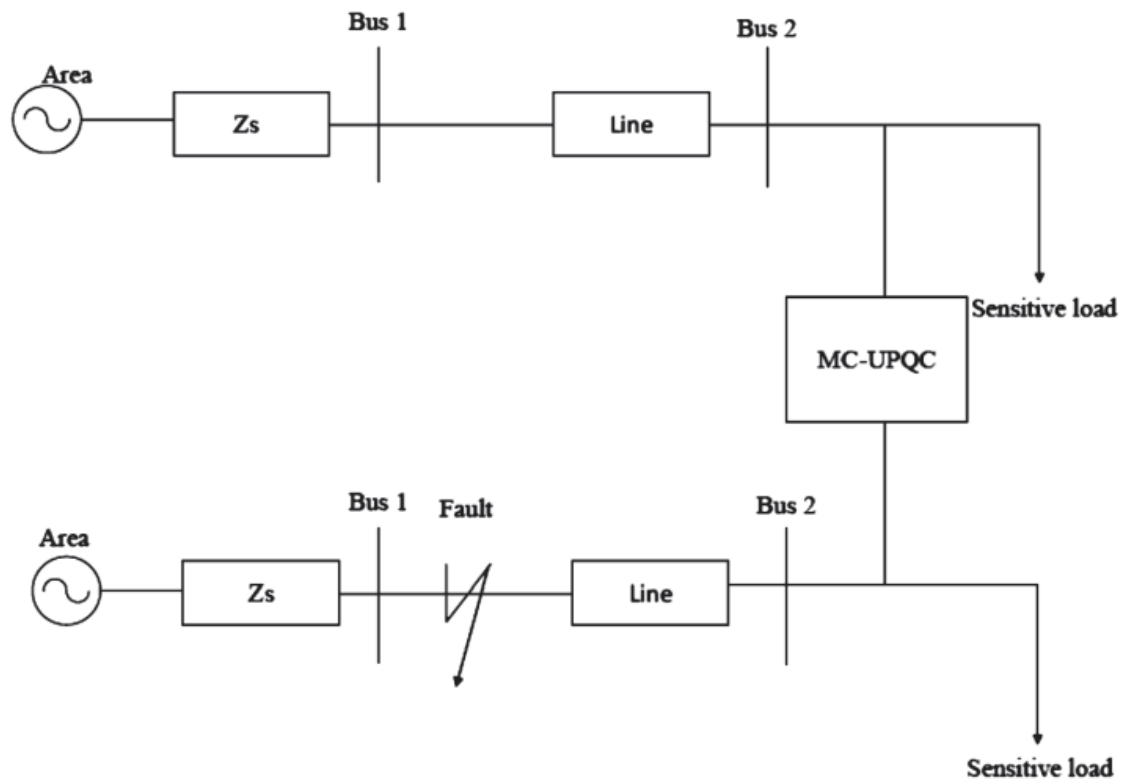 Bus 1
Bus 2
Area
Zs
Line
Sensitive load
MC-UPQC
Bus 1
Fault
Bus 2
Area
Zs
Line
Sensitive load